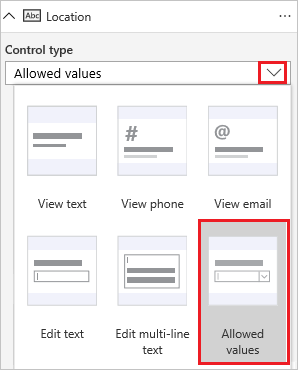 Abc Location ...
Control type
Allowed values
#
@
View text View phone View email
Edit text Edit multi-line Allowed
text values